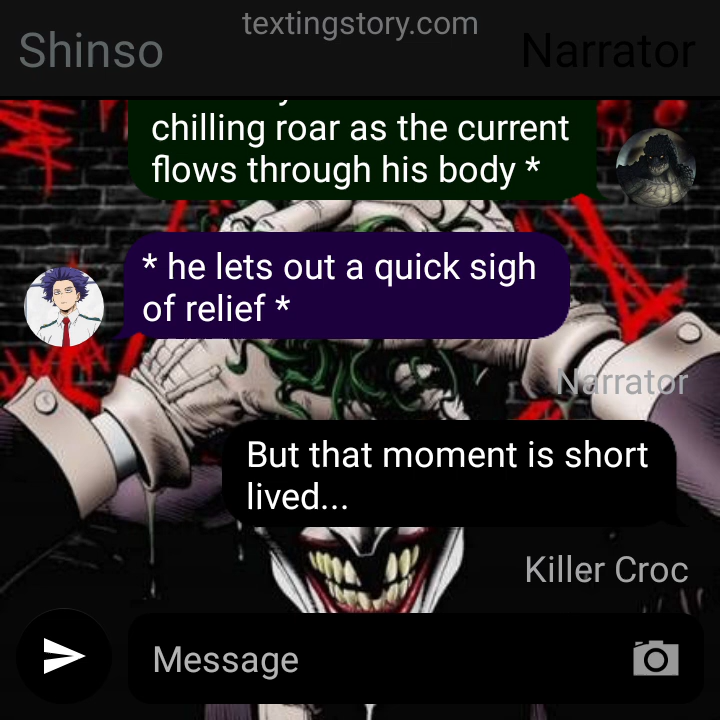 textingstory.com
Shinso
Narrator
chilling roar as the current
flows through his body *
* he lets out a quick sigh
of relief *
Narrator
But that moment is short
lived...
Killer Croc
Message